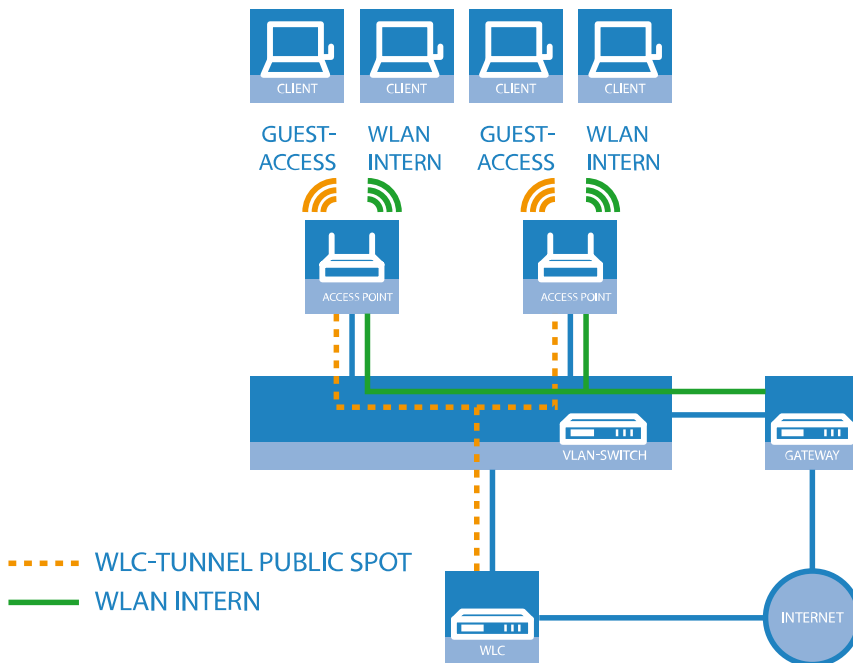 CLIENT
CLIENT
CLIENT
CLIENT
GUEST-
ACCESS
WLAN
INTERN
GUEST-
ACCESS
WLAN
INTERN
ACCESS POINT
ACCESS POINT
VLAN-SWITCH
GATEWAY
WLC-TUNNEL PUBLIC SPOT
WLAN INTERN
WLC
INTERNET